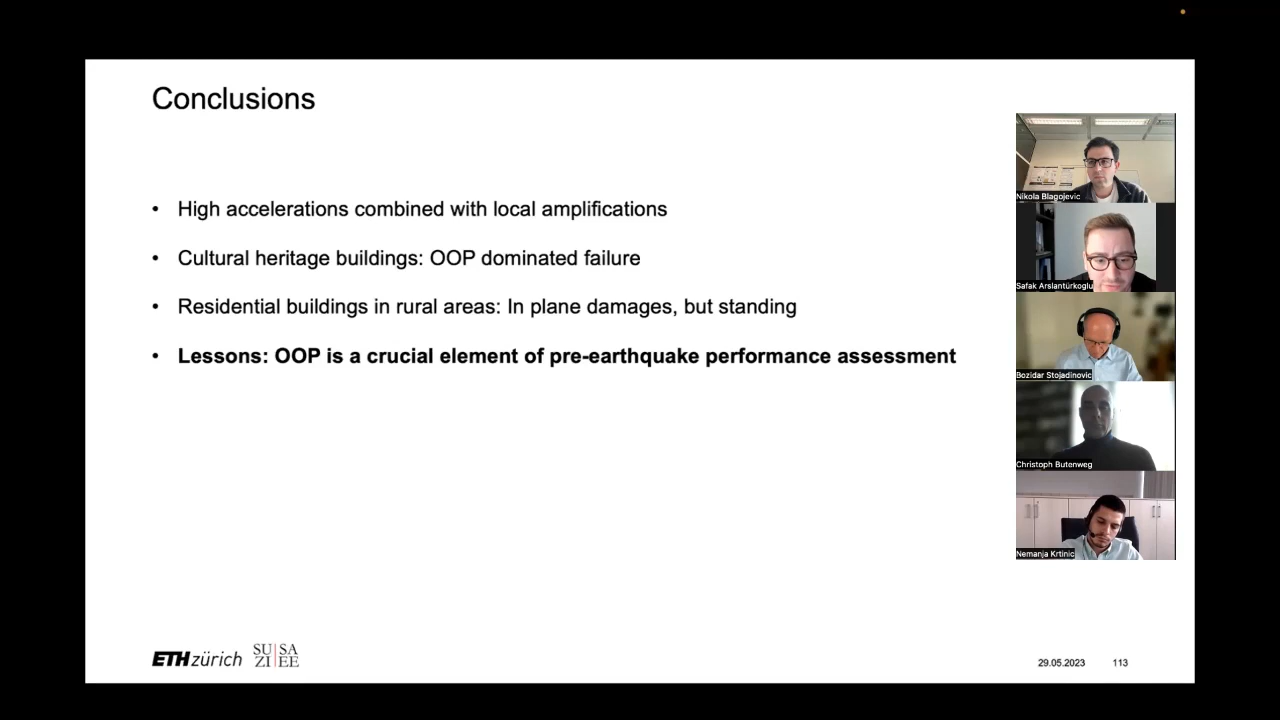 Conclusions
• High accelerations combined with local amplifications
• Cultural heritage buildings: OOP dominated failure
• Residential buildings in rural areas: In plane damages, but standing
• Lessons: OOP is a crucial element of pre-earthquake performance assessment
Nikola Blagojevic
Safak Arslantürkoglu
Bozidar Stojadinovic
Christoph Butenweg
Nemanja Krtinic
ETH zürich
SU|SA
ZI|EE
29.05.2023
113